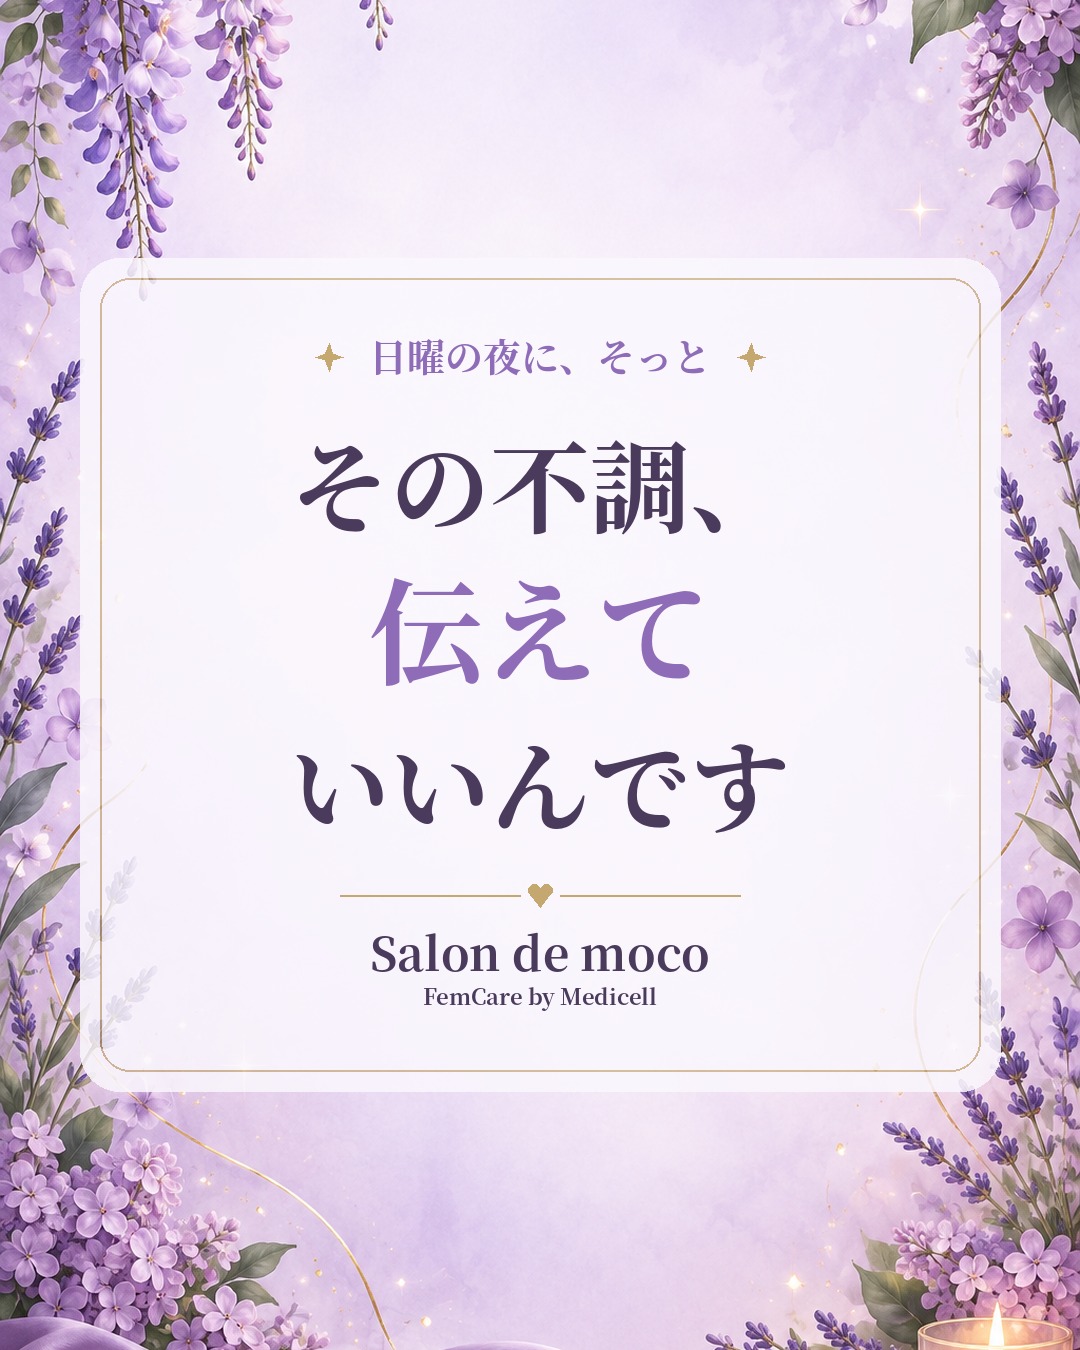 日曜の夜に、そっと
その不調、
伝えて
いいんです
Salon de moco
FemCare by Medicell